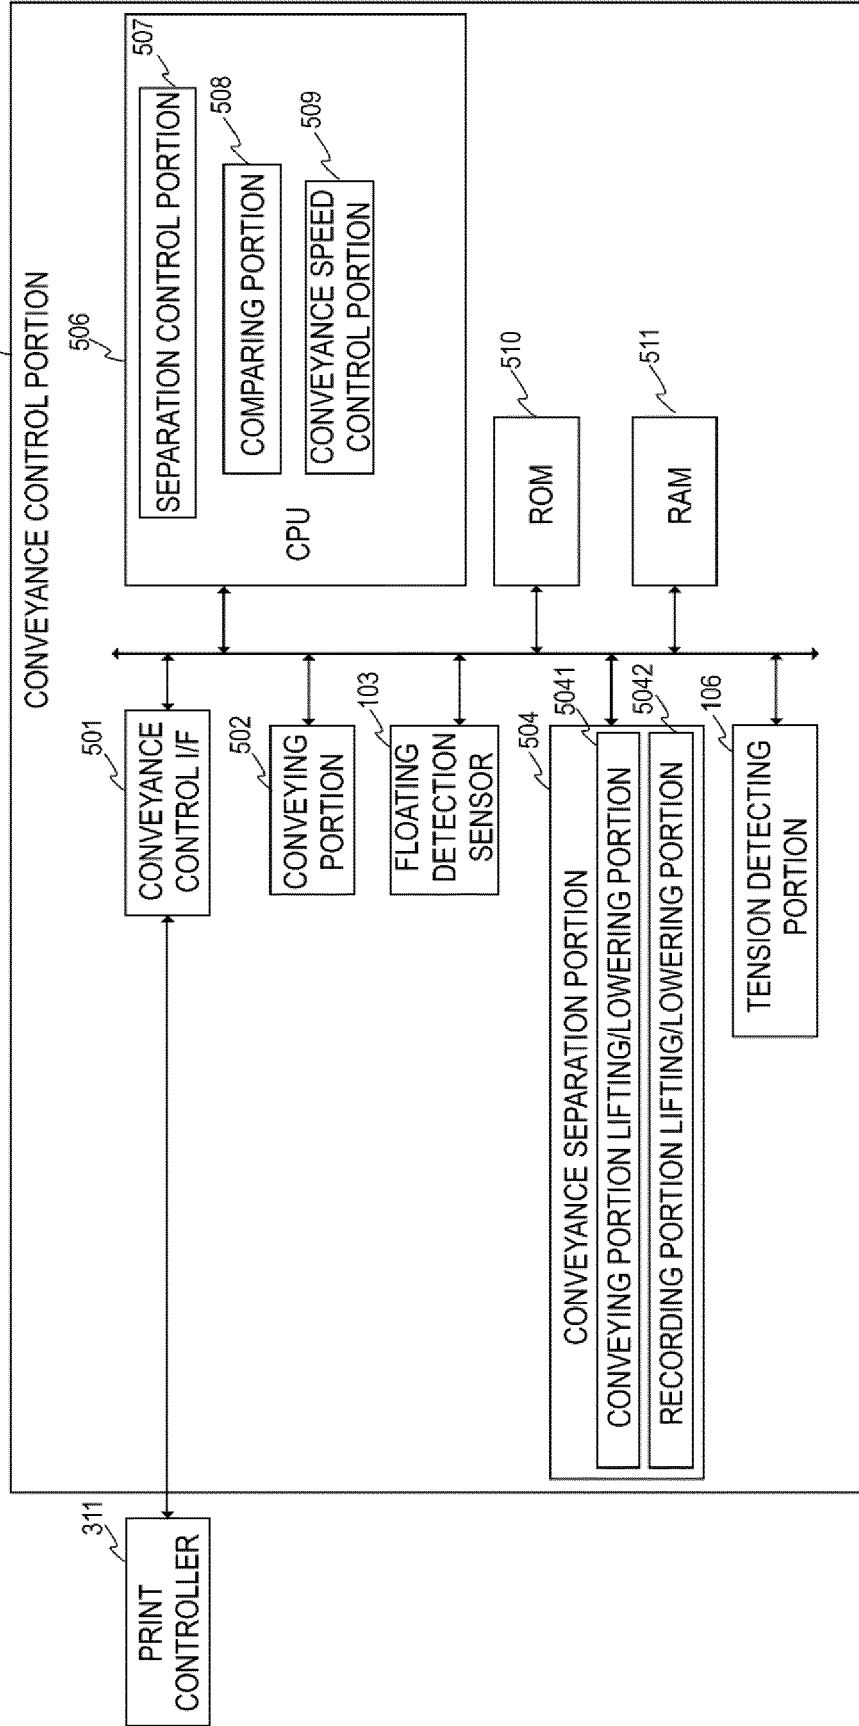 CONVEYANCE CONTROL PORTION
311
PRINT
CONTROLLER
501
CONVEYANCE
CONTROL I/F
502
CONVEYING
PORTION
103
FLOATING
DETECTION
SENSOR
504
CONVEYANCE SEPARATION PORTION
5041
CONVEYING PORTION LIFTING/LOWERING PORTION
5042
RECORDING PORTION LIFTING/LOWERING PORTION
106
TENSION DETECTING
PORTION
506
CPU
507
SEPARATION CONTROL PORTION
508
COMPARING PORTION
509
CONVEYANCE SPEED
CONTROL PORTION
510
ROM
511
RAM